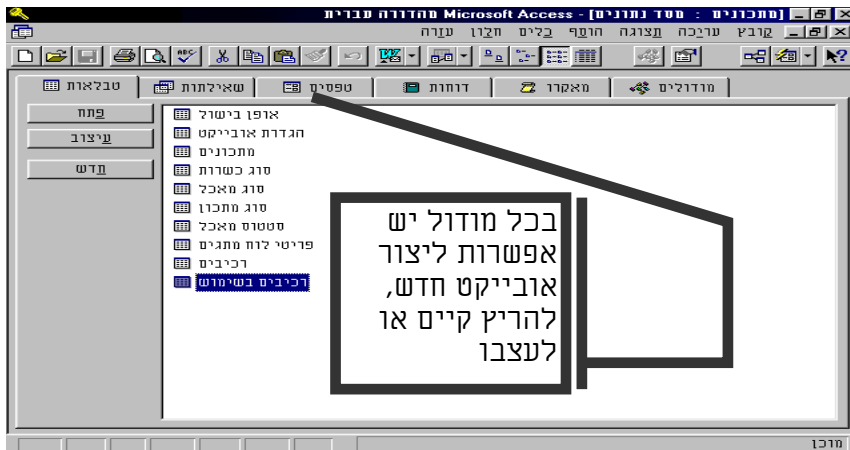 [מתכונים : מסד נתונים] - Microsoft Access מהדורה עברית
קובץ עריכה תצוגה הוסף כלים חלון עזרה
טבלאות שאילתות טפסים דוחות מאקרו מודולים
פתח
עיצוב
חדש
אופן בישול
הגדרת אובייקט
מתכונים
סוג כשרות
סוג מאכל
סוג מתכון
סטטוס מאכל
פריטי לוח מתגים
רכיבים
רכיבים בשימוש
בכל מודול יש
אפשרות ליצור
אובייקט חדש,
להריץ קיים או
לעצבו
מוכן